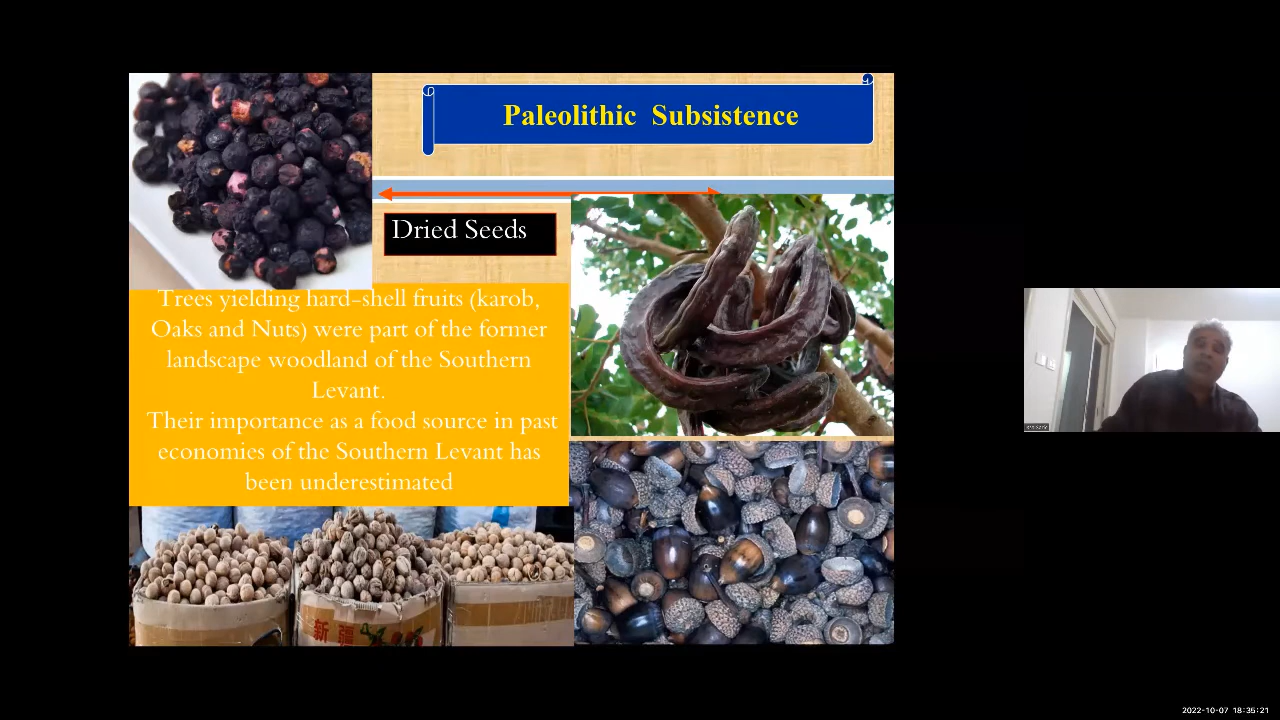 Paleolithic Subsistence
Dried Seeds
Trees yielding hard-shell fruits (karob,
Oaks and Nuts) were part of the former
landscape woodland of the Southern
Levant.
Their importance as a food source in past
economies of the Southern Levant has
been underestimated
新疆
2022-10-07 18:35:21